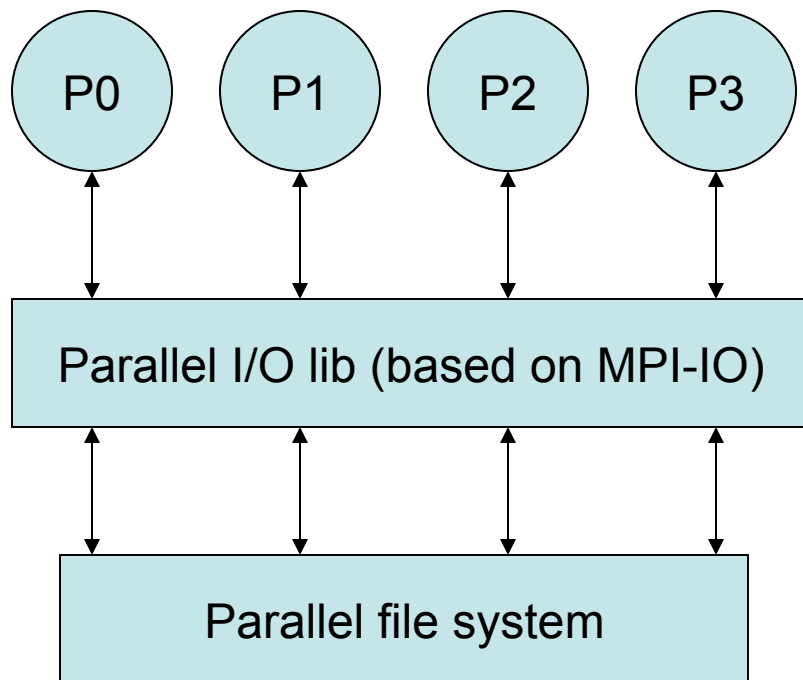 P0
P1
P2
P3
Parallel I/O lib (based on MPI-IO)
Parallel file system